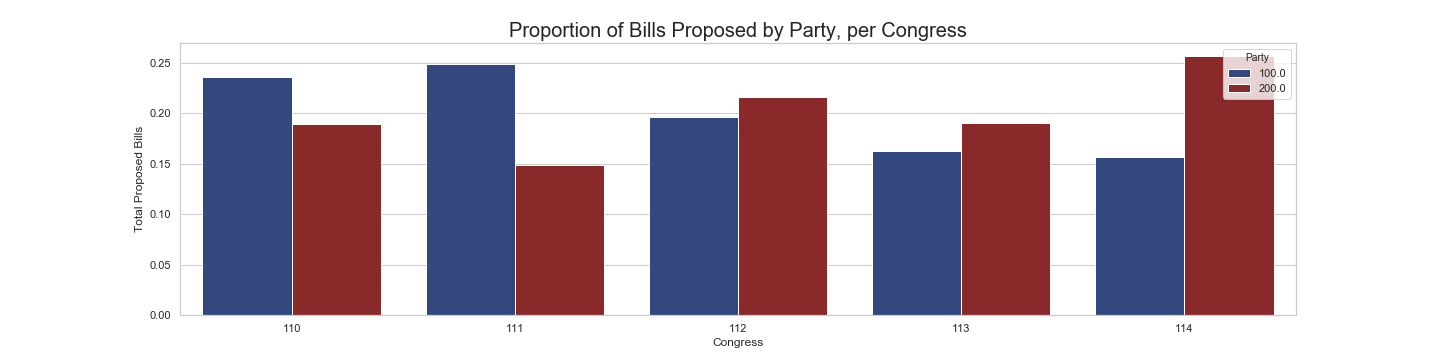 Proportion of Bills Proposed by Party, per Congress
Party
100.0
200.0
Total Proposed Bills
0.25
0.20
0.15
0.10
0.05
0.00
110 111 112 113 114
Congress